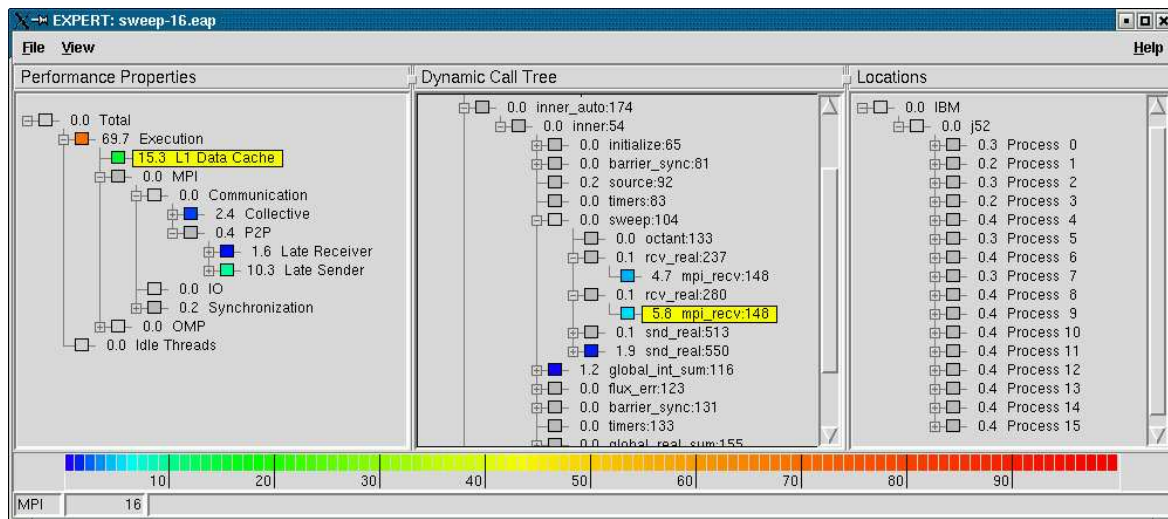 EXPERT: sweep-16.eap
File View Help
Performance Properties
0.0 Total
69.7 Execution
15.3 L1 Data Cache
0.0 MPI
0.0 Communication
2.4 Collective
0.4 P2P
1.6 Late Receiver
10.3 Late Sender
0.0 IO
0.2 Synchronization
0.0 OMP
0.0 Idle Threads
Dynamic Call Tree
0.0 inner_auto:174
0.0 inner:54
0.0 initialize:65
0.0 barrier_sync:81
0.2 source:92
0.0 timers:83
0.0 sweep:104
0.0 octant:133
0.1 rcv_real:237
4.7 mpi_recv:148
0.1 rcv_real:280
5.8 mpi_recv:148
0.1 snd_real:513
1.9 snd_real:550
1.2 global_int_sum:116
0.0 flux_err:123
0.0 barrier_sync:131
0.0 timers:133
0.0 global_real_sum:155
Locations
0.0 IBM
0.0 j52
0.3 Process 0
0.2 Process 1
0.3 Process 2
0.2 Process 3
0.4 Process 4
0.3 Process 5
0.4 Process 6
0.3 Process 7
0.4 Process 8
0.4 Process 9
0.4 Process 10
0.4 Process 11
0.4 Process 12
0.4 Process 13
0.4 Process 14
0.4 Process 15
10 20 30 40 50 60 70 80 90
MPI 16